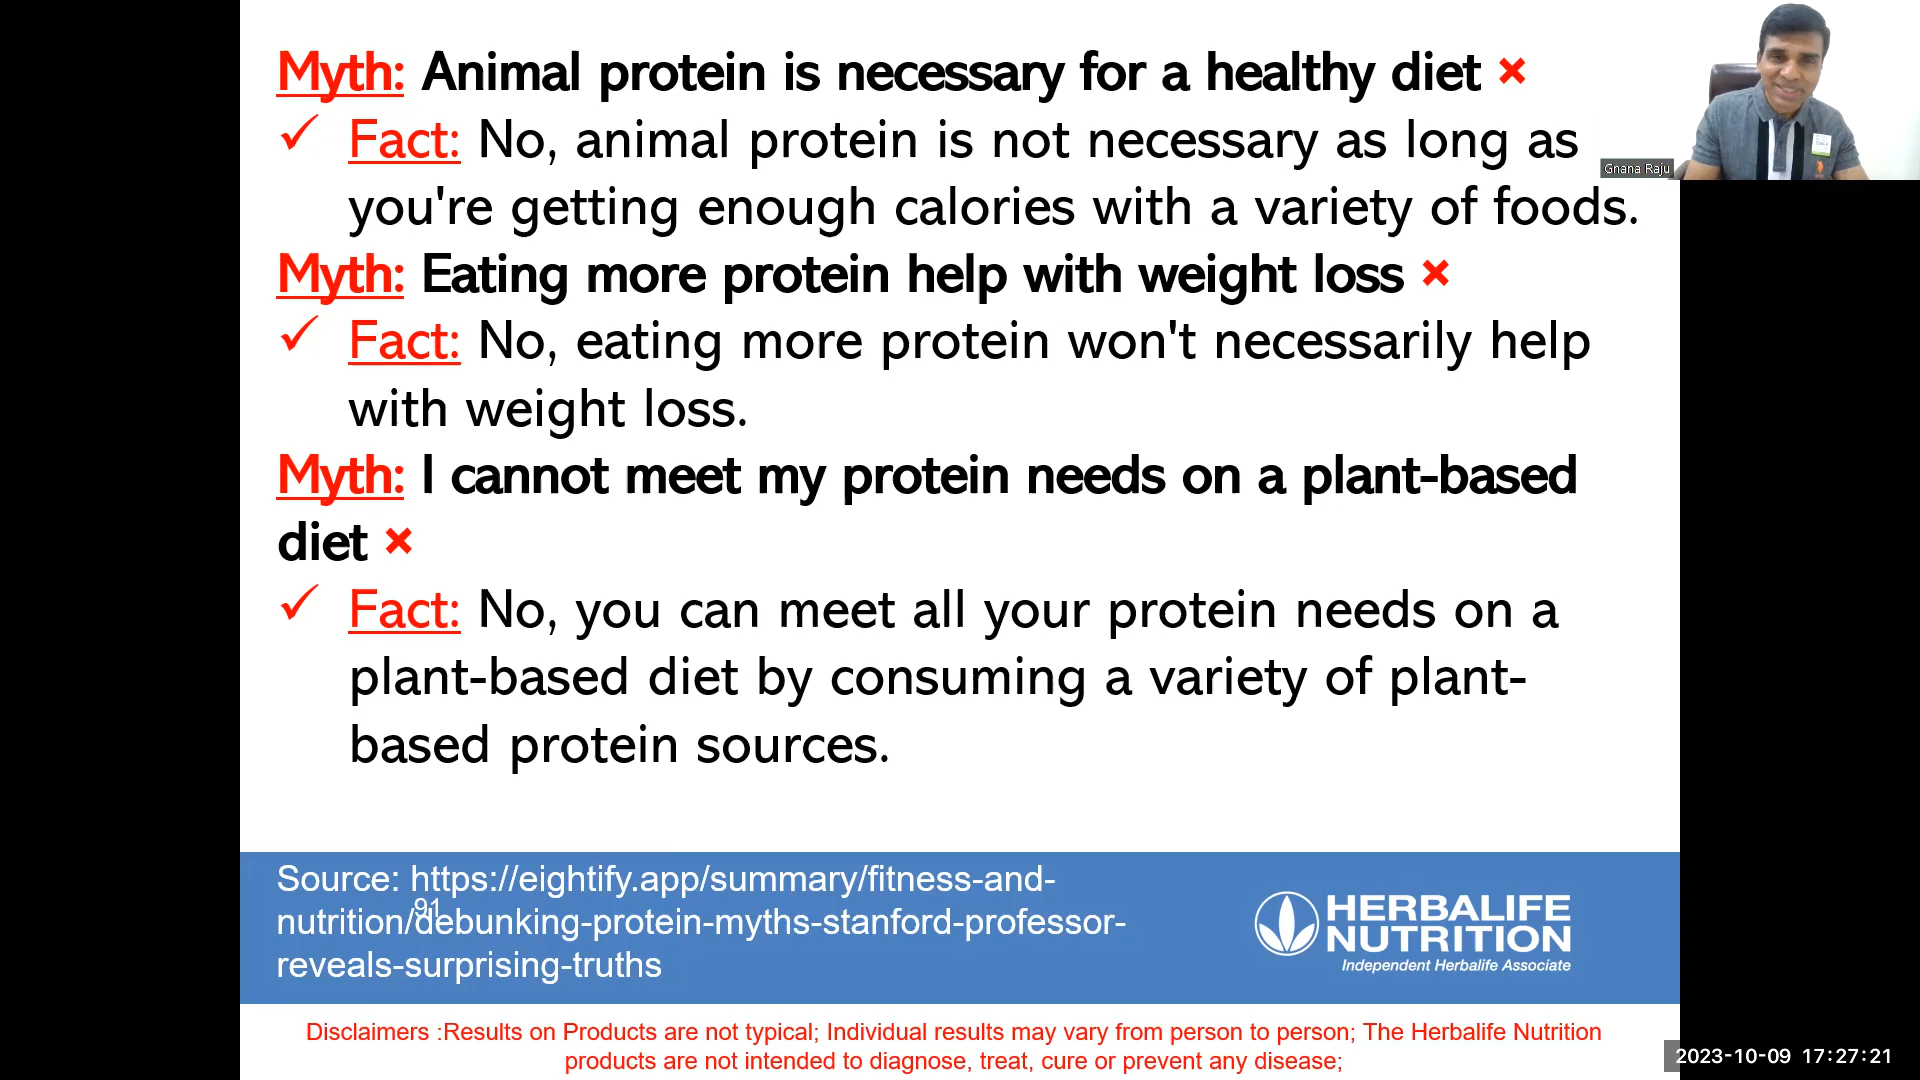 Myth: Animal protein is necessary for a healthy diet ×
✓ Fact: No, animal protein is not necessary as long as
you're getting enough calories with a variety of foods.
Myth: Eating more protein help with weight loss ×
✓ Fact: No, eating more protein won't necessarily help
with weight loss.
Myth: I cannot meet my protein needs on a plant-based
diet ×
✓ Fact: No, you can meet all your protein needs on a
plant-based diet by consuming a variety of plant-
based protein sources.
Gnana Raju
Source: https://eightify.app/summary/fitness-and-
91
nutrition/debunking-protein-myths-stanford-professor-
reveals-surprising-truths
HERBALIFE
NUTRITION
Independent Herbalife Associate
Disclaimers :Results on Products are not typical; Individual results may vary from person to person; The Herbalife Nutrition
products are not intended to diagnose, treat, cure or prevent any disease;
2023-10-09 17:27:21